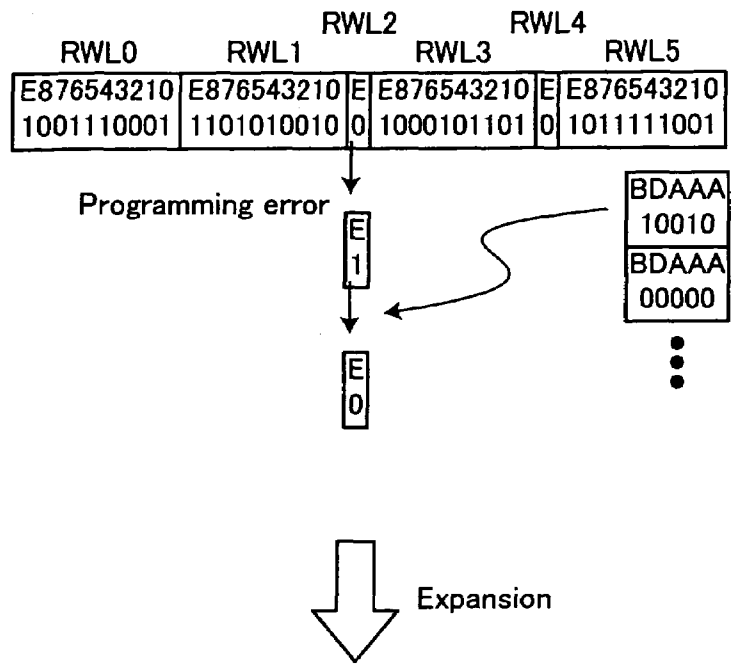 RWL2 RWL4
RWL0 RWL1 RWL3 RWL5
E876543210 E876543210 E E876543210 E E876543210
1001110001 1101010010 0 1000101101 0 1011111001
Programming error
E
1
BDAAA
10010
BDAAA
00000
E
0
Expansion